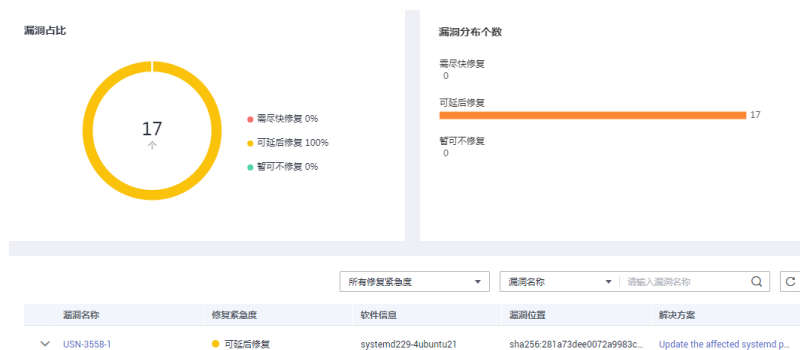 漏洞占比
17
个
需尽快修复 0%
可延后修复 100%
暂可不修复 0%
漏洞分布个数
需尽快修复
0
可延后修复
17
暂可不修复
0
所有修复紧急度
漏洞名称
请输入漏洞名称
漏洞名称 修复紧急度 软件信息 漏洞位置 解决方案
USN-3558-1 可延后修复 systemd229-4ubuntu21 sha256:281a73dee0072a9983c... Update the affected systemd p...